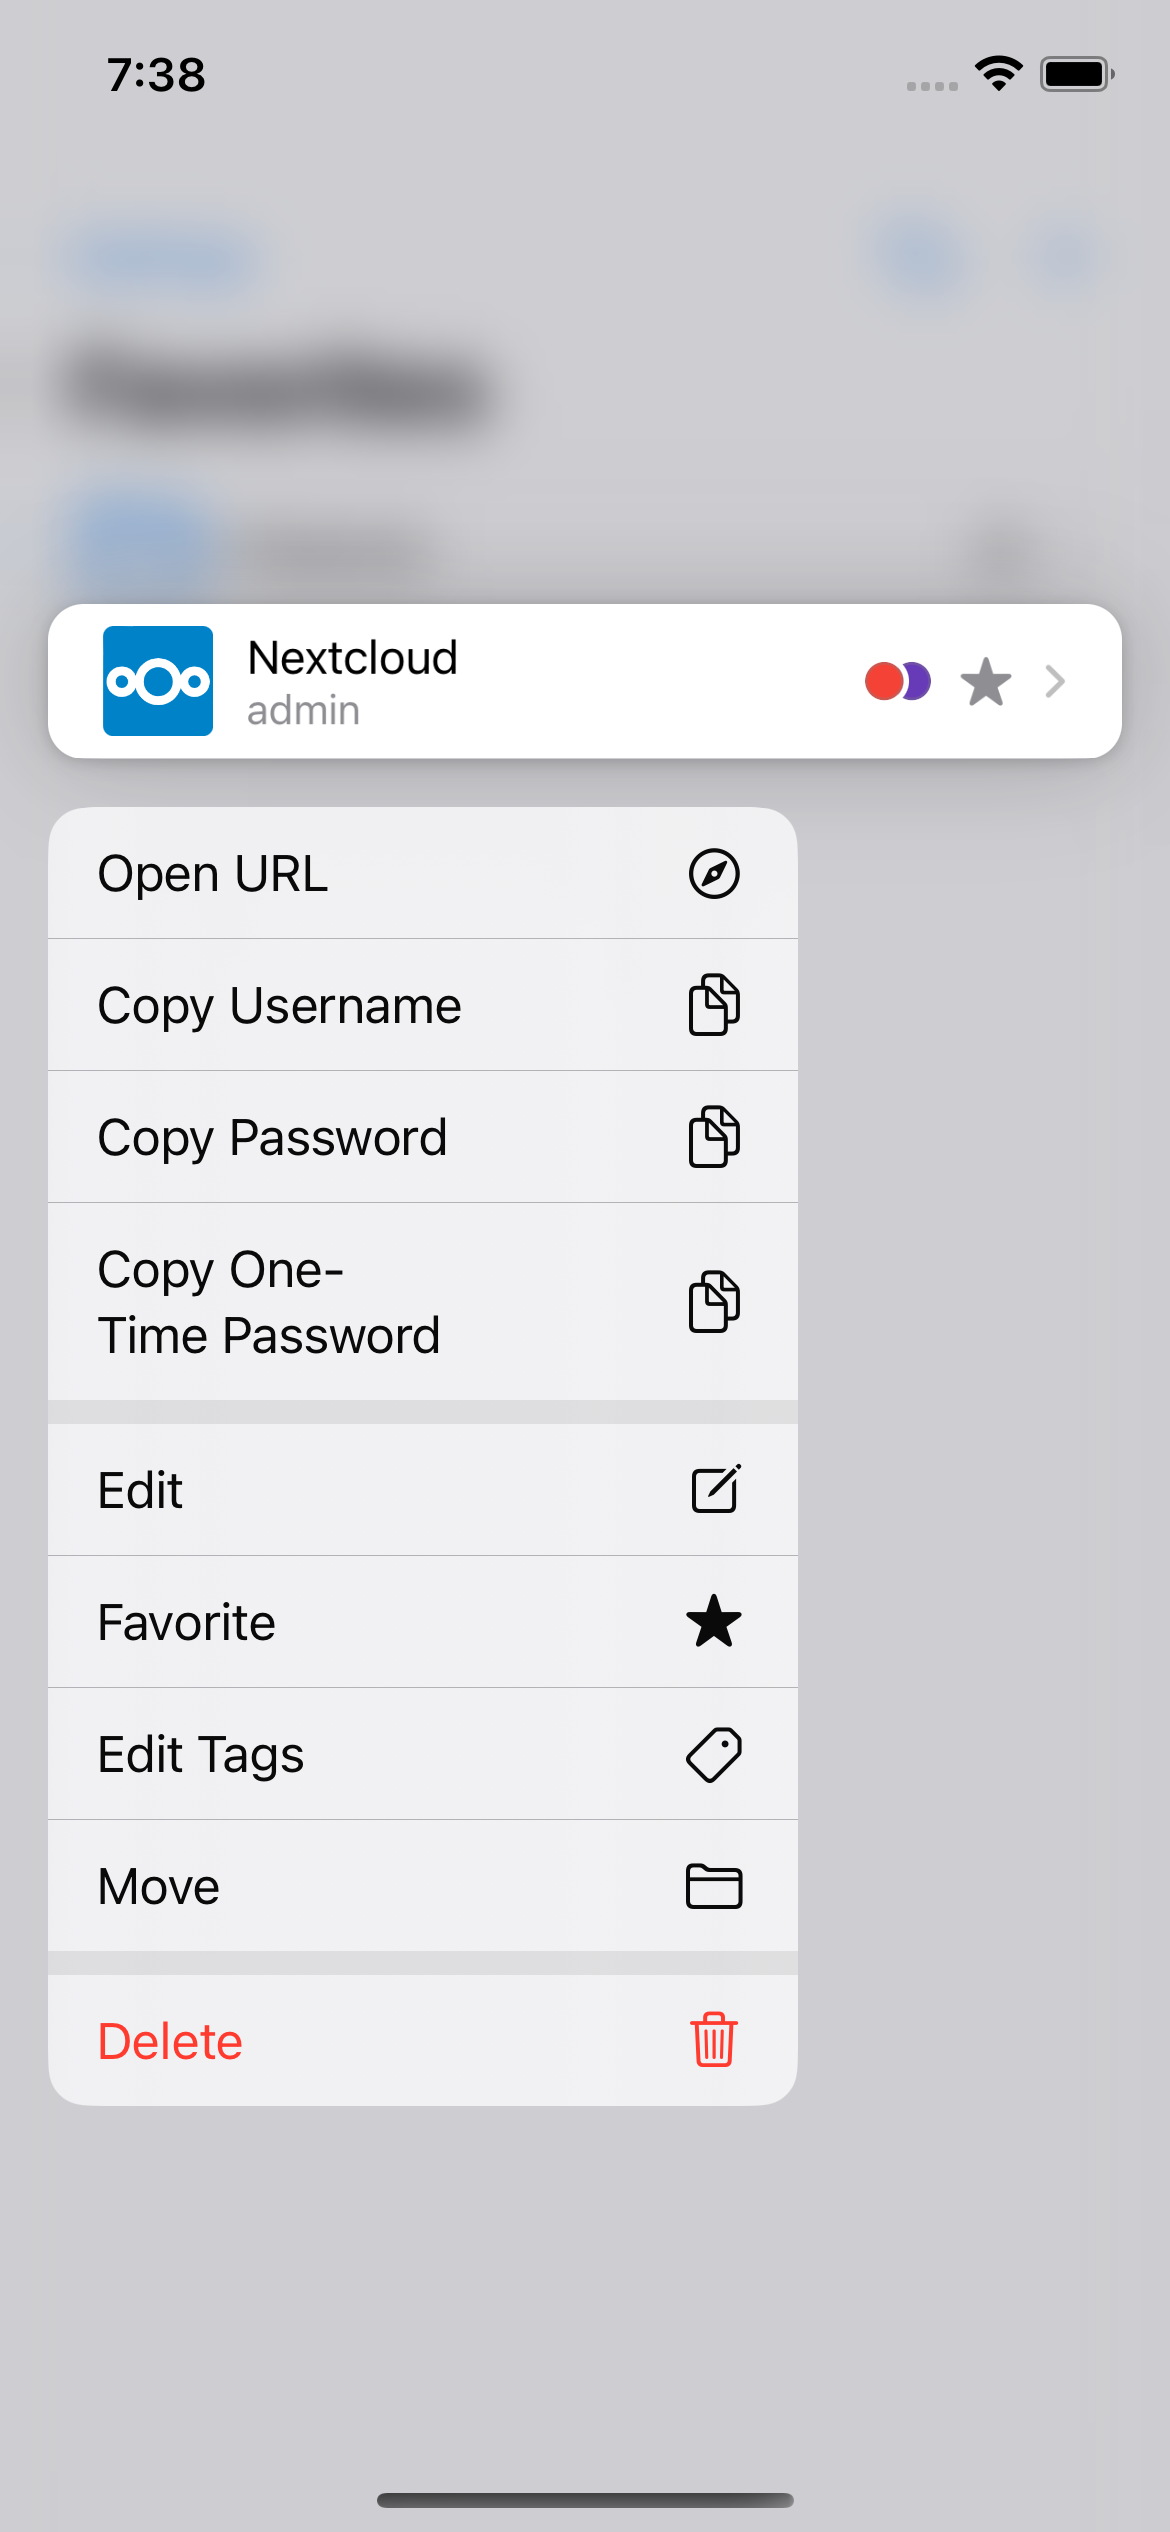 7:38
Nextcloud
admin
Open URL
Copy Username
Copy Password
Copy One-
Time Password
Edit
Favorite
Edit Tags
Move
Delete